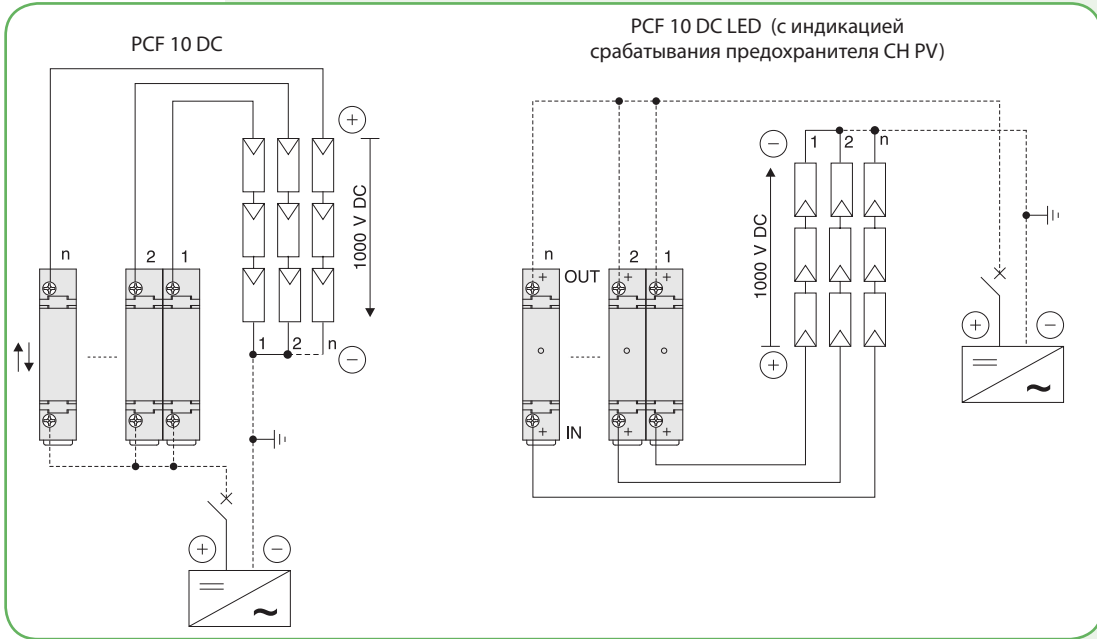 PCF 10 DC
PCF 10 DC LED (с индикацией
срабатывания предохранителя CH PV)
n
2
1
+
1000 V DC
1
2
n
−
+
−
=
~
n
2
1
+
+
+
OUT
IN
+
+
+
−
1
2
n
1000 V DC
+
+
−
=
~